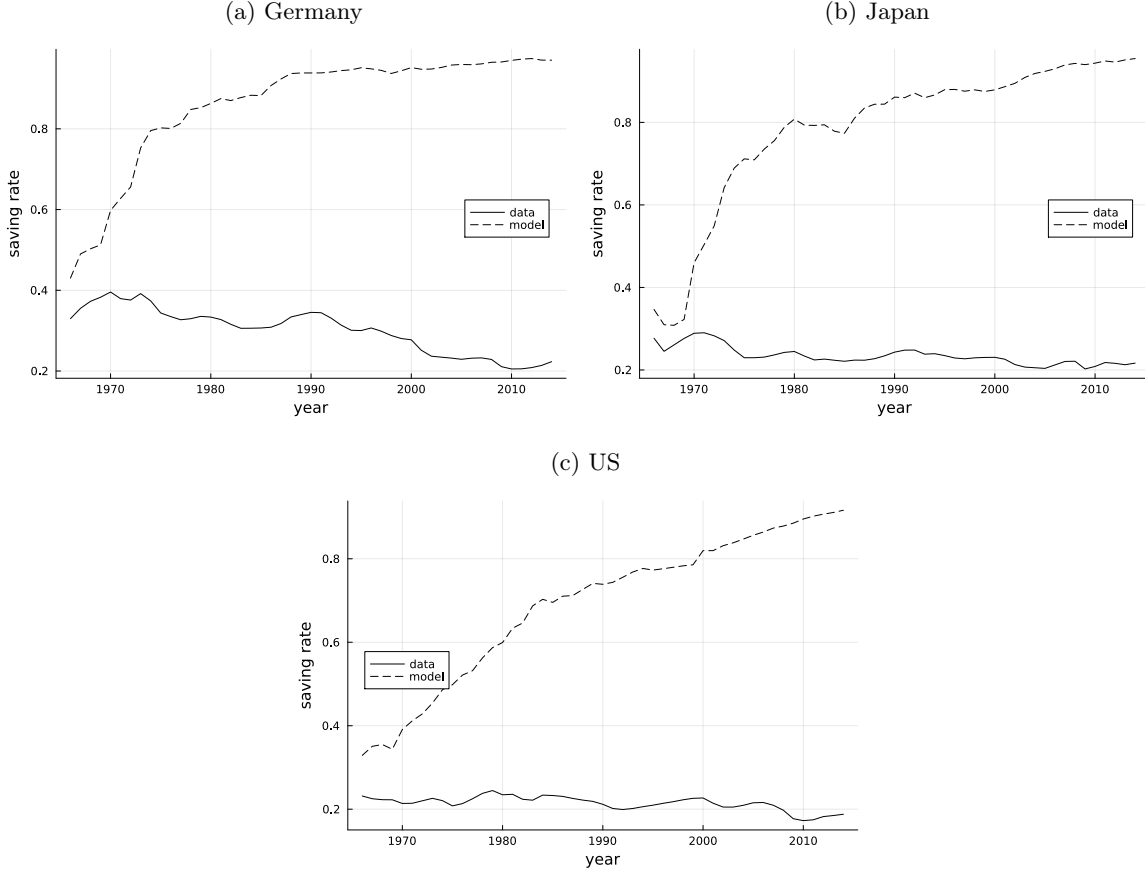 (a) Germany
saving rate
0.8
0.6
0.4
0.2
data
model
1970 1980 1990 2000 2010
year
(b) Japan
saving rate
0.8
0.6
0.4
0.2
data
model
1970 1980 1990 2000 2010
year
(c) US
saving rate
0.8
0.6
0.4
0.2
data
model
1970 1980 1990 2000 2010
year